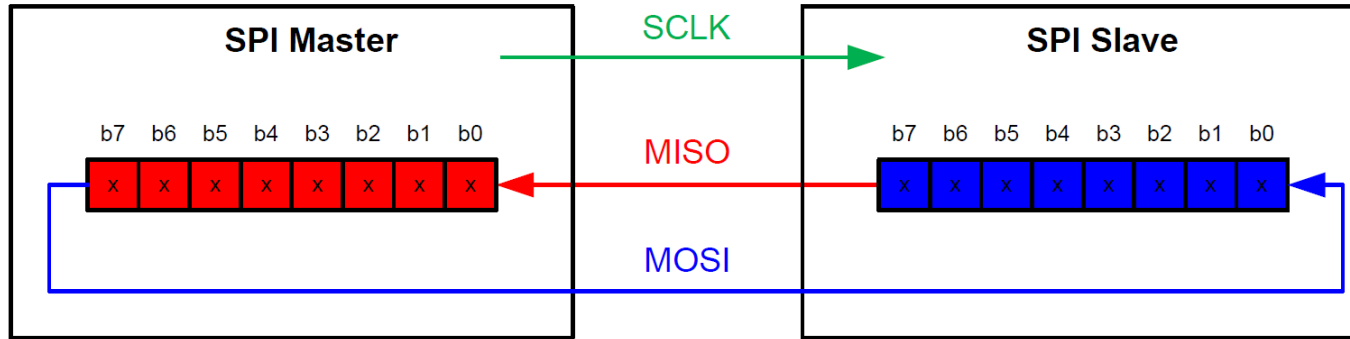 SPI Master
SCLK
SPI Slave
b7 b6 b5 b4 b3 b2 b1 b0
MISO
b7 b6 b5 b4 b3 b2 b1 b0
x x x x x x x x
x x x x x x x x
MOSI